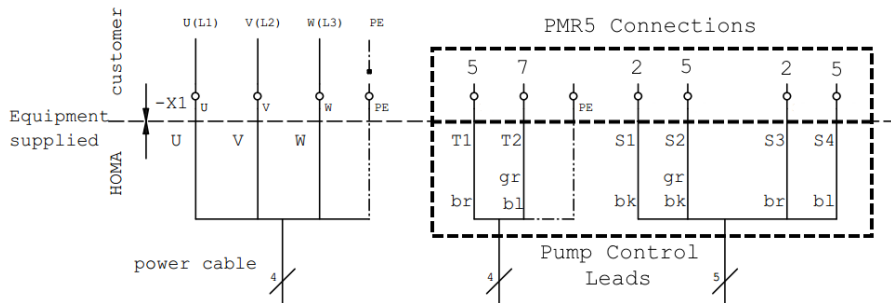 customer
U(L1) V(L2) W(L3) PE
PMR5 Connections
5 7 2 5 2 5
-X1 U V W PE PE
Equipment
supplied
HOMA
U V W T1 T2 S1 S2 S3 S4
gr gr
br bl bk bk br bl
power cable
Pump Control
Leads
4 4 5